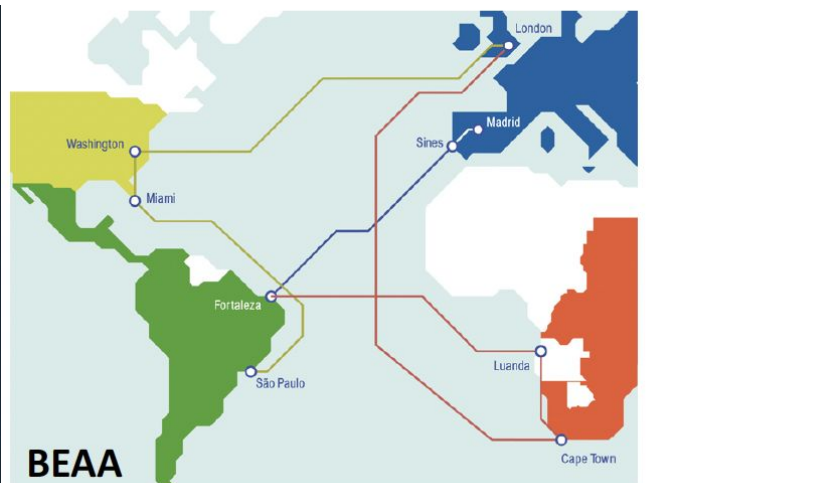 London
Madrid
Washington
Sines
Miami
Fortaleza
Luanda
São Paulo
BEAA
Cape Town